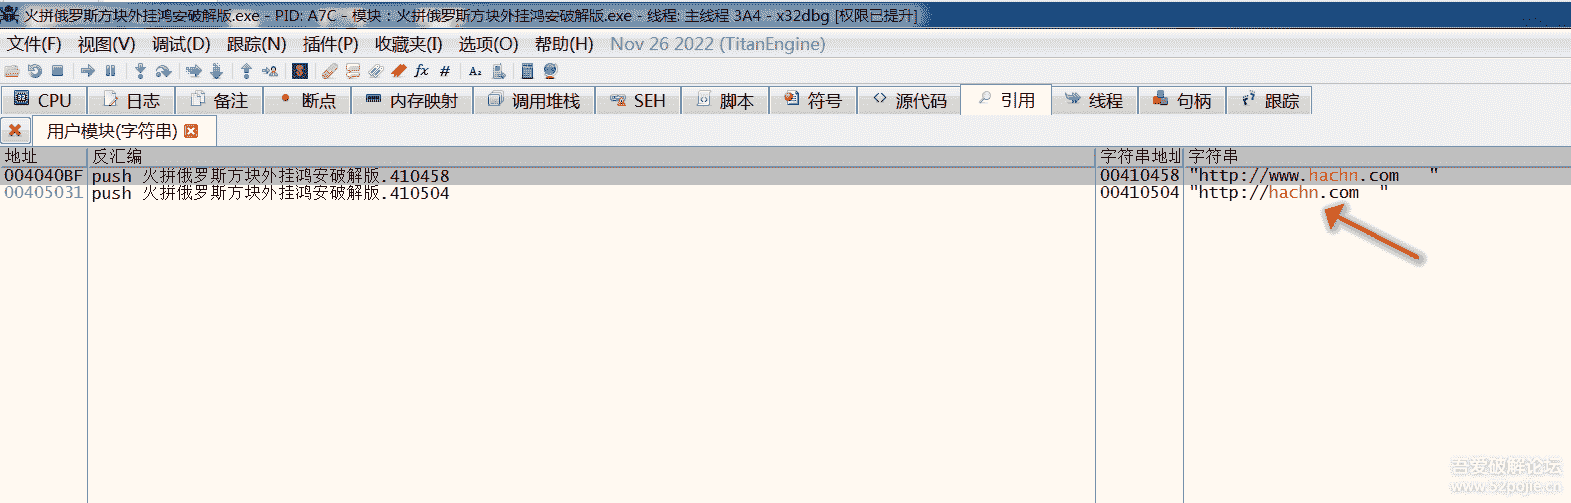 火拼俄罗斯方块外挂鸿安破解版.exe - PID: A7C - 模块：火拼俄罗斯方块外挂鸿安破解版.exe - 线程: 主线程 3A4 - x32dbg [权限已提升]
文件(F) 视图(V) 调试(D) 跟踪(N) 插件(P) 收藏夹(I) 选项(O) 帮助(H) Nov 26 2022 (TitanEngine)
CPU 日志 备注 断点 内存映射 调用堆栈 SEH 脚本 符号 源代码 引用 线程 句柄 跟踪
用户模块(字符串)
地址 反汇编 字符串地址 字符串
004040BF push 火拼俄罗斯方块外挂鸿安破解版.410458 00410458 "http://www.hachn.com   "
00405031 push 火拼俄罗斯方块外挂鸿安破解版.410504 00410504 "http://hachn.com  "
吾爱破解论坛
www.52pojie.cn